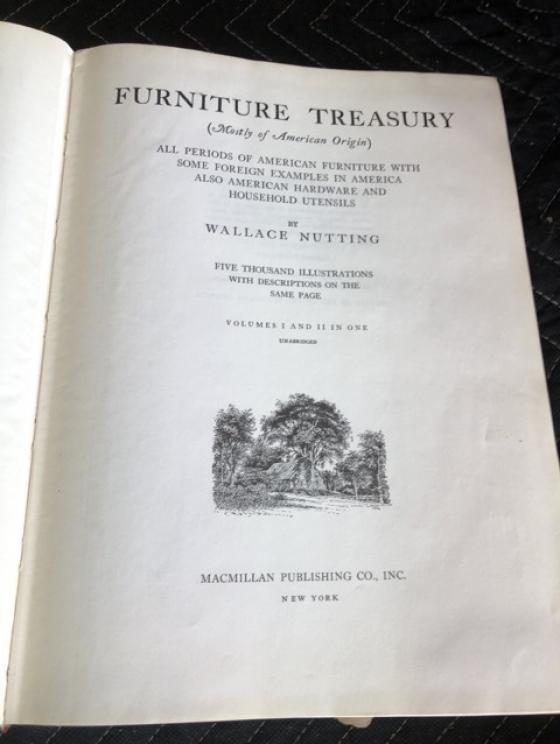 FURNITURE TREASURY
(Mostly of American Origin)
ALL PERIODS OF AMERICAN FURNITURE WITH
SOME FOREIGN EXAMPLES IN AMERICA
ALSO AMERICAN HARDWARE AND
HOUSEHOLD UTENSILS
BY
WALLACE NUTTING
FIVE THOUSAND ILLUSTRATIONS
WITH DESCRIPTIONS ON THE
SAME PAGE
VOLUMES I AND II IN ONE
UNABRIDGED
MACMILLAN PUBLISHING CO., INC.
NEW YORK